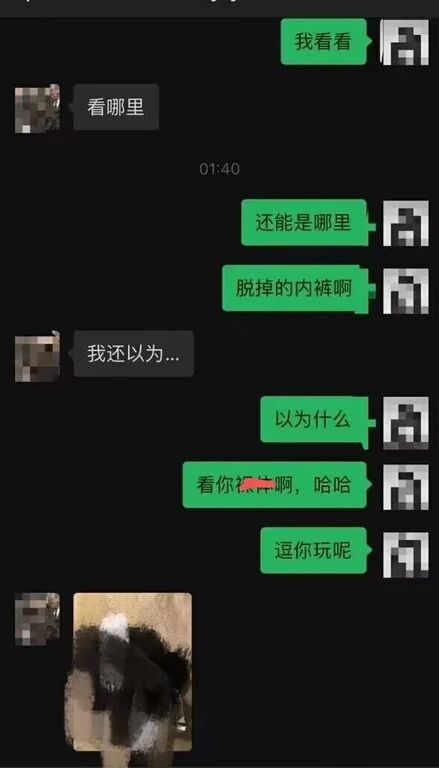 我看看
看哪里
01:40
还能是哪里
脱掉的内裤啊
我还以为...
以为什么
看你裸体啊，哈哈
逗你玩呢